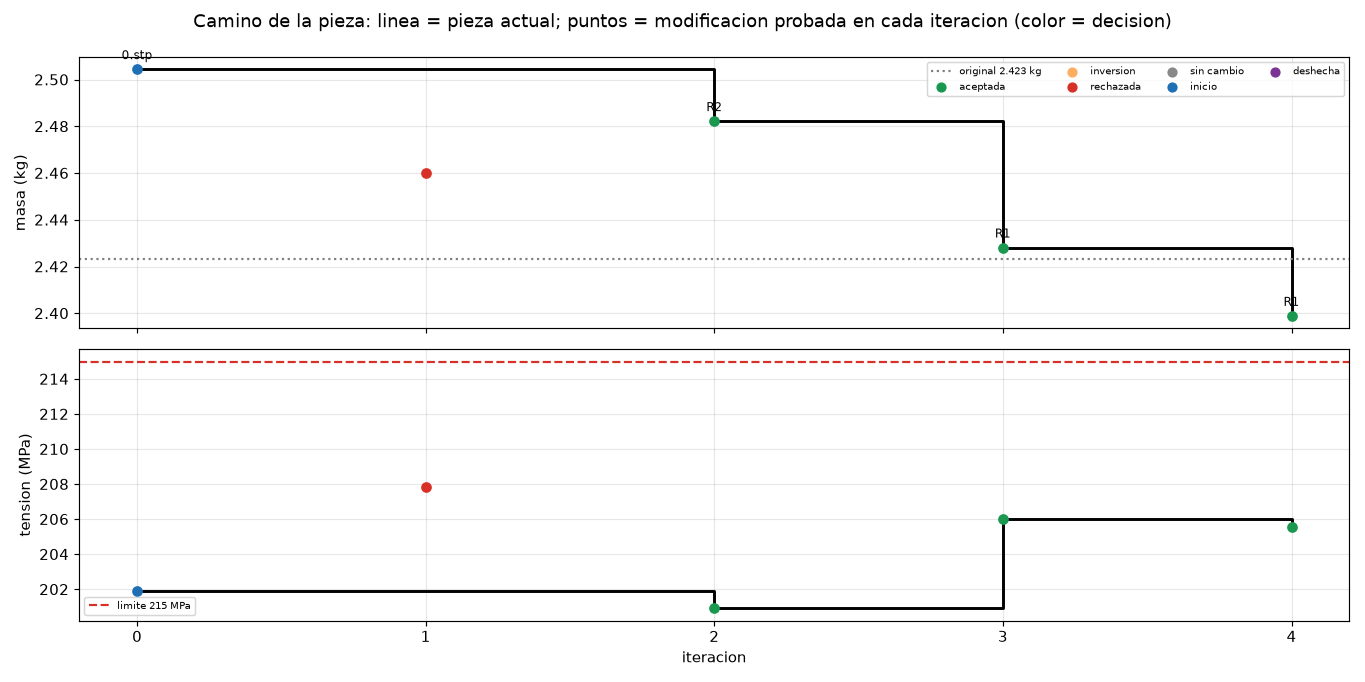 Camino de la pieza: linea = pieza actual; puntos = modificacion probada en cada iteracion (color = decision)
0.stp
original 2.423 kg
aceptada
inversion
rechazada
sin cambio
inicio
deshecha
R2
R1
R1
masa (kg)
2.50
2.48
2.46
2.44
2.42
2.40
tension (MPa)
214
212
210
208
206
204
202
limite 215 MPa
0 1 2 3 4
iteracion